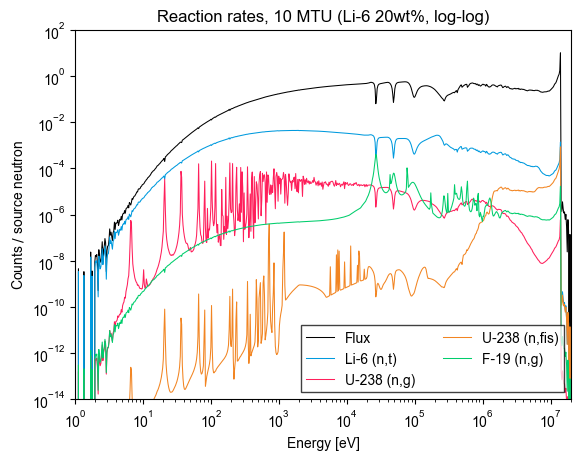 Reaction rates, 10 MTU (Li-6 20wt%, log-log)
Counts / source neutron
10^2
10^0
10^−2
10^−4
10^−6
10^−8
10^−10
10^−12
10^−14
Flux
Li-6 (n,t)
U-238 (n,g)
U-238 (n,fis)
F-19 (n,g)
10^0 10^1 10^2 10^3 10^4 10^5 10^6 10^7
Energy [eV]